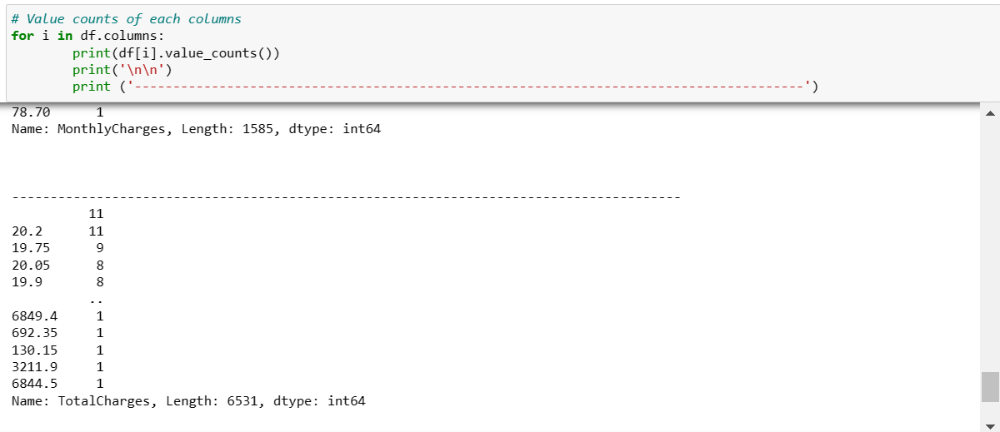 # Value counts of each columns
for i in df.columns:
        print(df[i].value_counts())
        print('\n\n')
        print ('---------------------------------------------------------------------------------------')
78.70      1
Name: MonthlyCharges, Length: 1585, dtype: int64
---------------------------------------------------------------------------------------
          11
20.2      11
19.75      9
20.05      8
19.9       8
          ..
6849.4     1
692.35     1
130.15     1
3211.9     1
6844.5     1
Name: TotalCharges, Length: 6531, dtype: int64